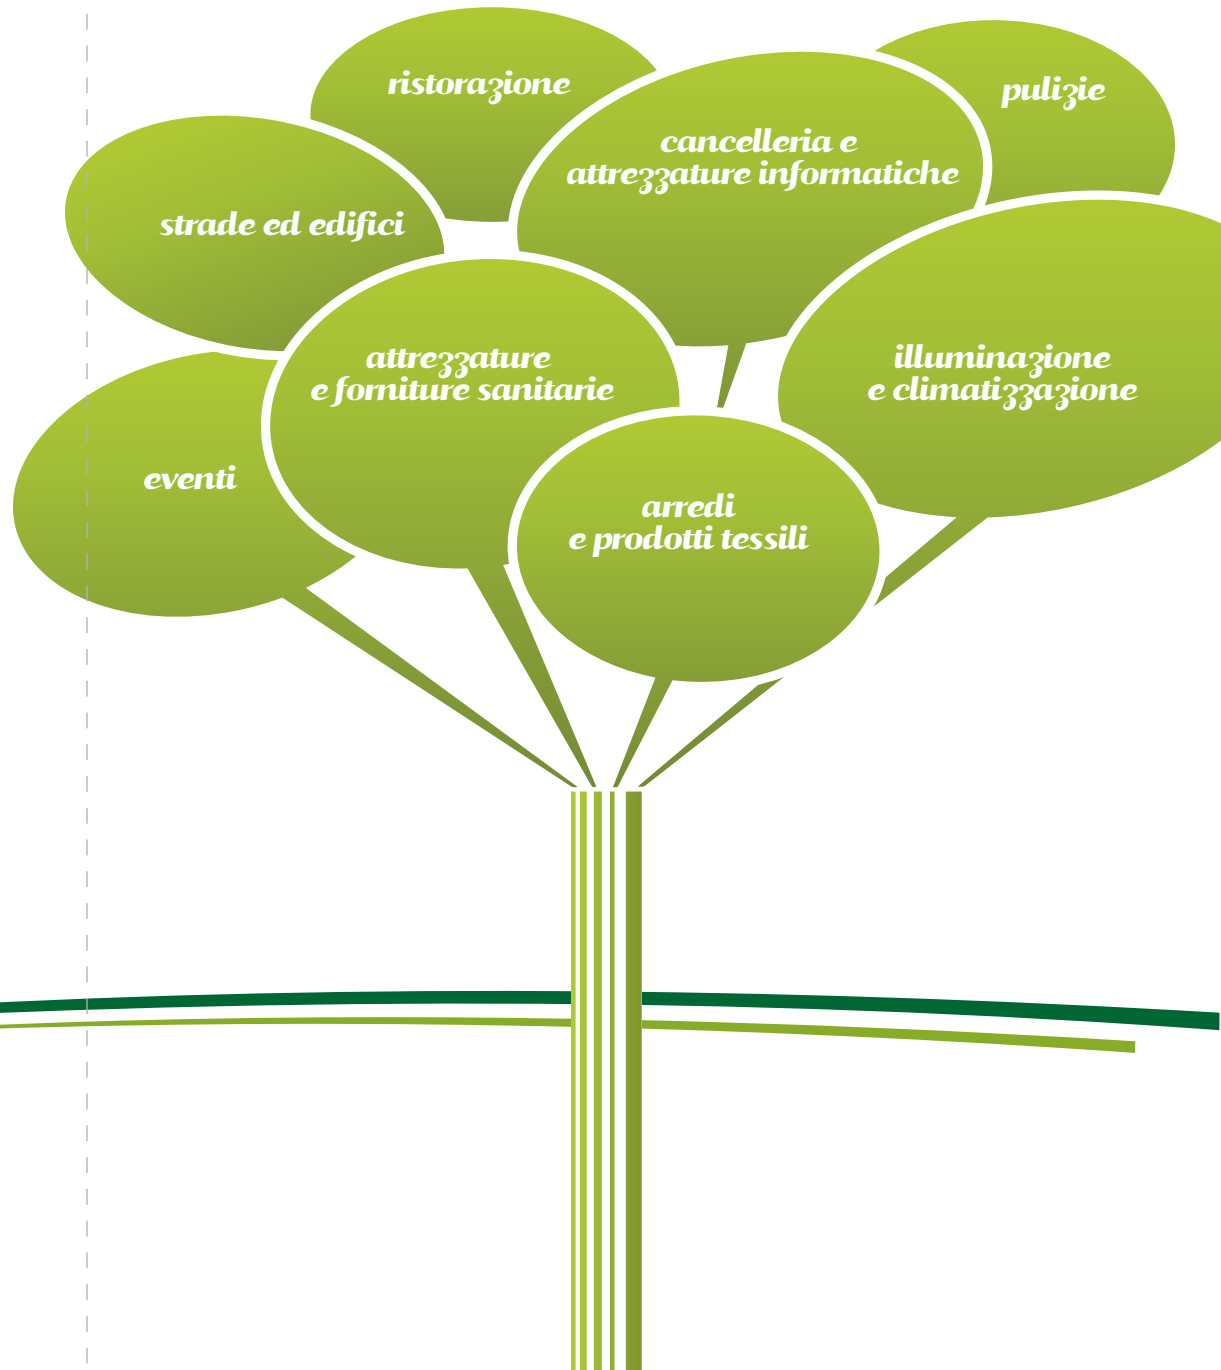 ristorazione
pulizie
cancelleria e
attrezzature informatiche
strade ed edifici
attrezzature
e forniture sanitarie
illuminazione
e climatizzazione
eventi
arredi
e prodotti tessili